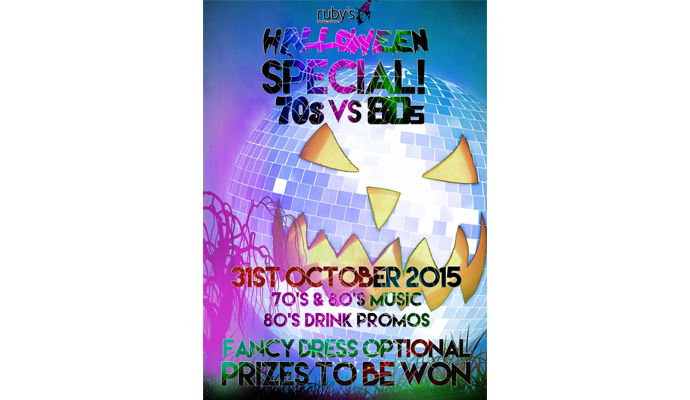 ruby's
HALLOWEEN
SPECIAL!
70s VS 80s
31ST OCTOBER 2015
70'S & 80'S MUSIC
80'S DRINK PROMOS
FANCY DRESS OPTIONAL
PRIZES TO BE WON